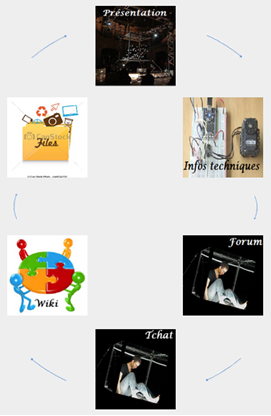 Présentation
Files
Infos techniques
Wiki
Forum
Tchat